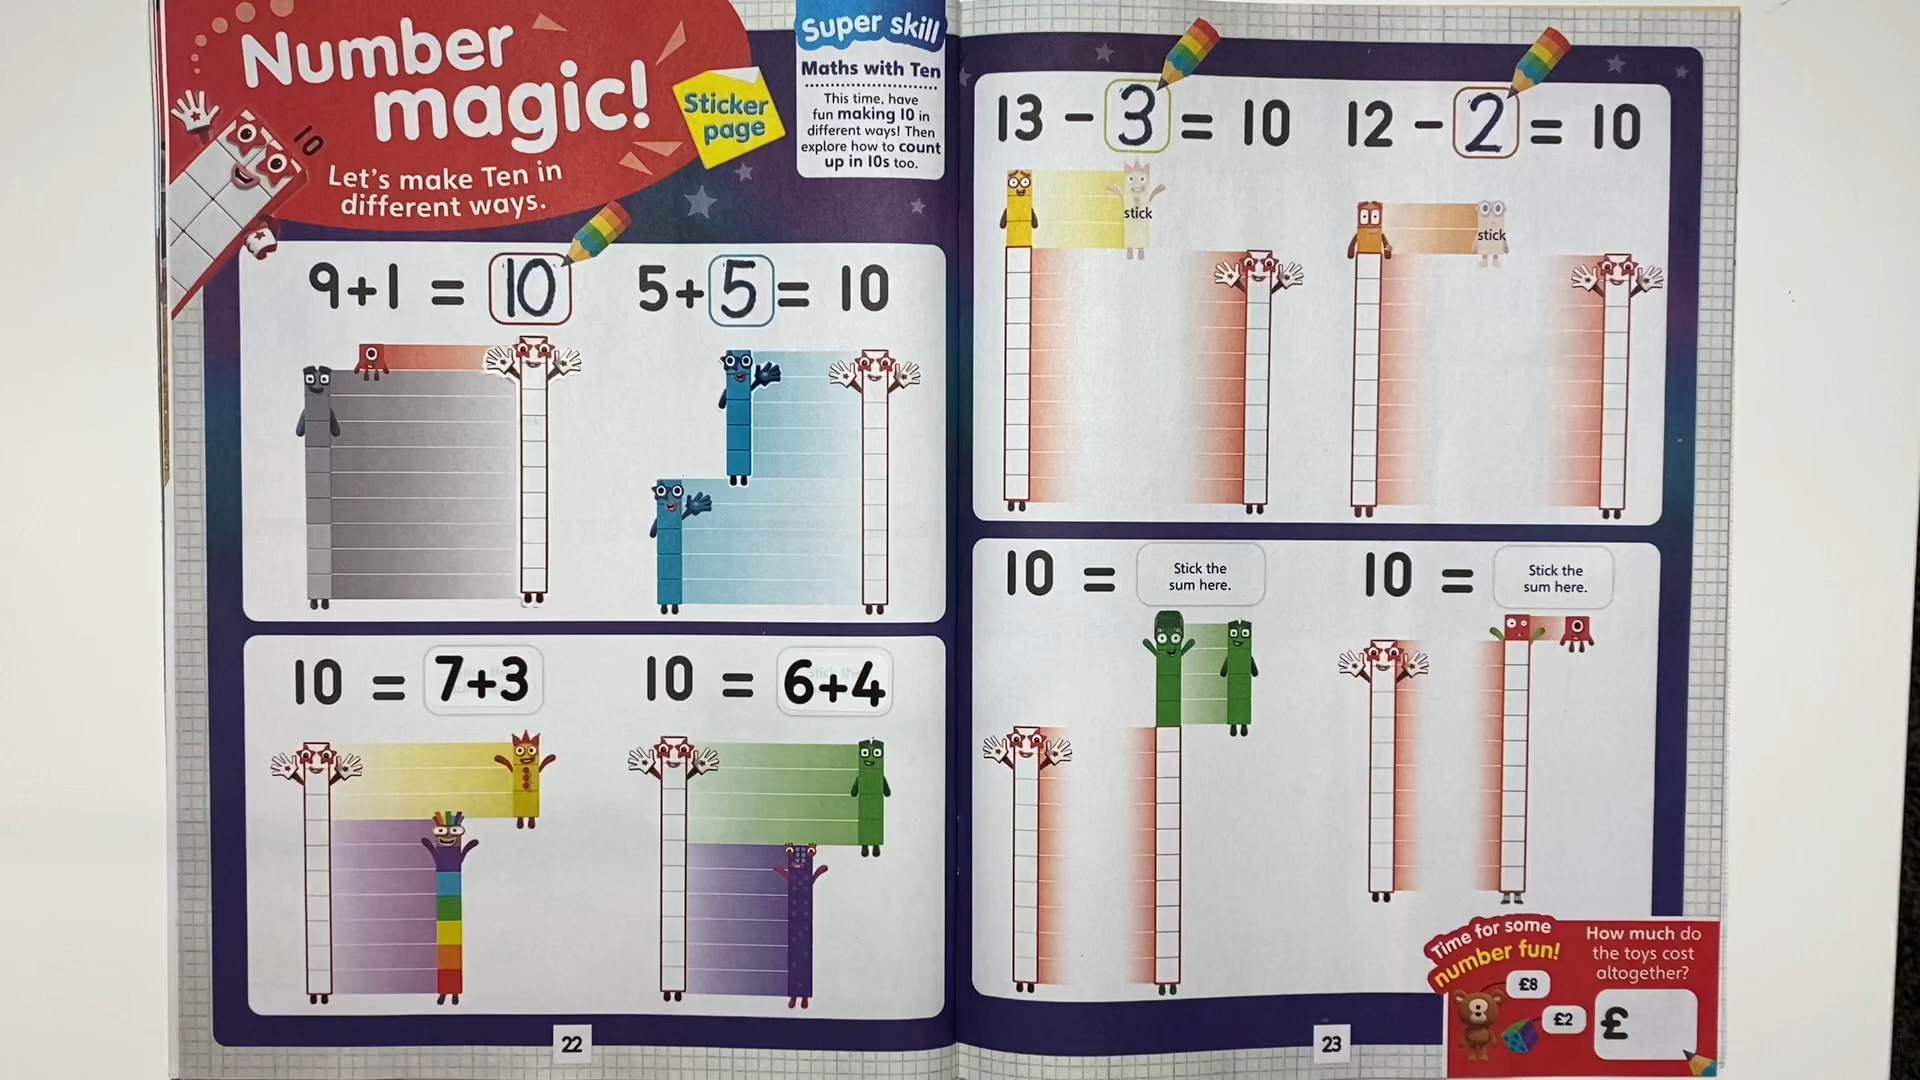 Number
magic!
10
Let's make Ten in
different ways.
Sticker
page
Super skill
Maths with Ten
This time, have
fun making 10 in
different ways! Then
explore how to count
up in 10s too.
9+1 = 10
5+5= 10
10 = 7+3
10 = 6+4
22
13 - 3 = 10
12 - 2 = 10
stick
stick
10 = Stick the
sum here.
10 = Stick the
sum here.
Time for some
number fun!
How much do
the toys cost
altogether?
£8
£2
£
23